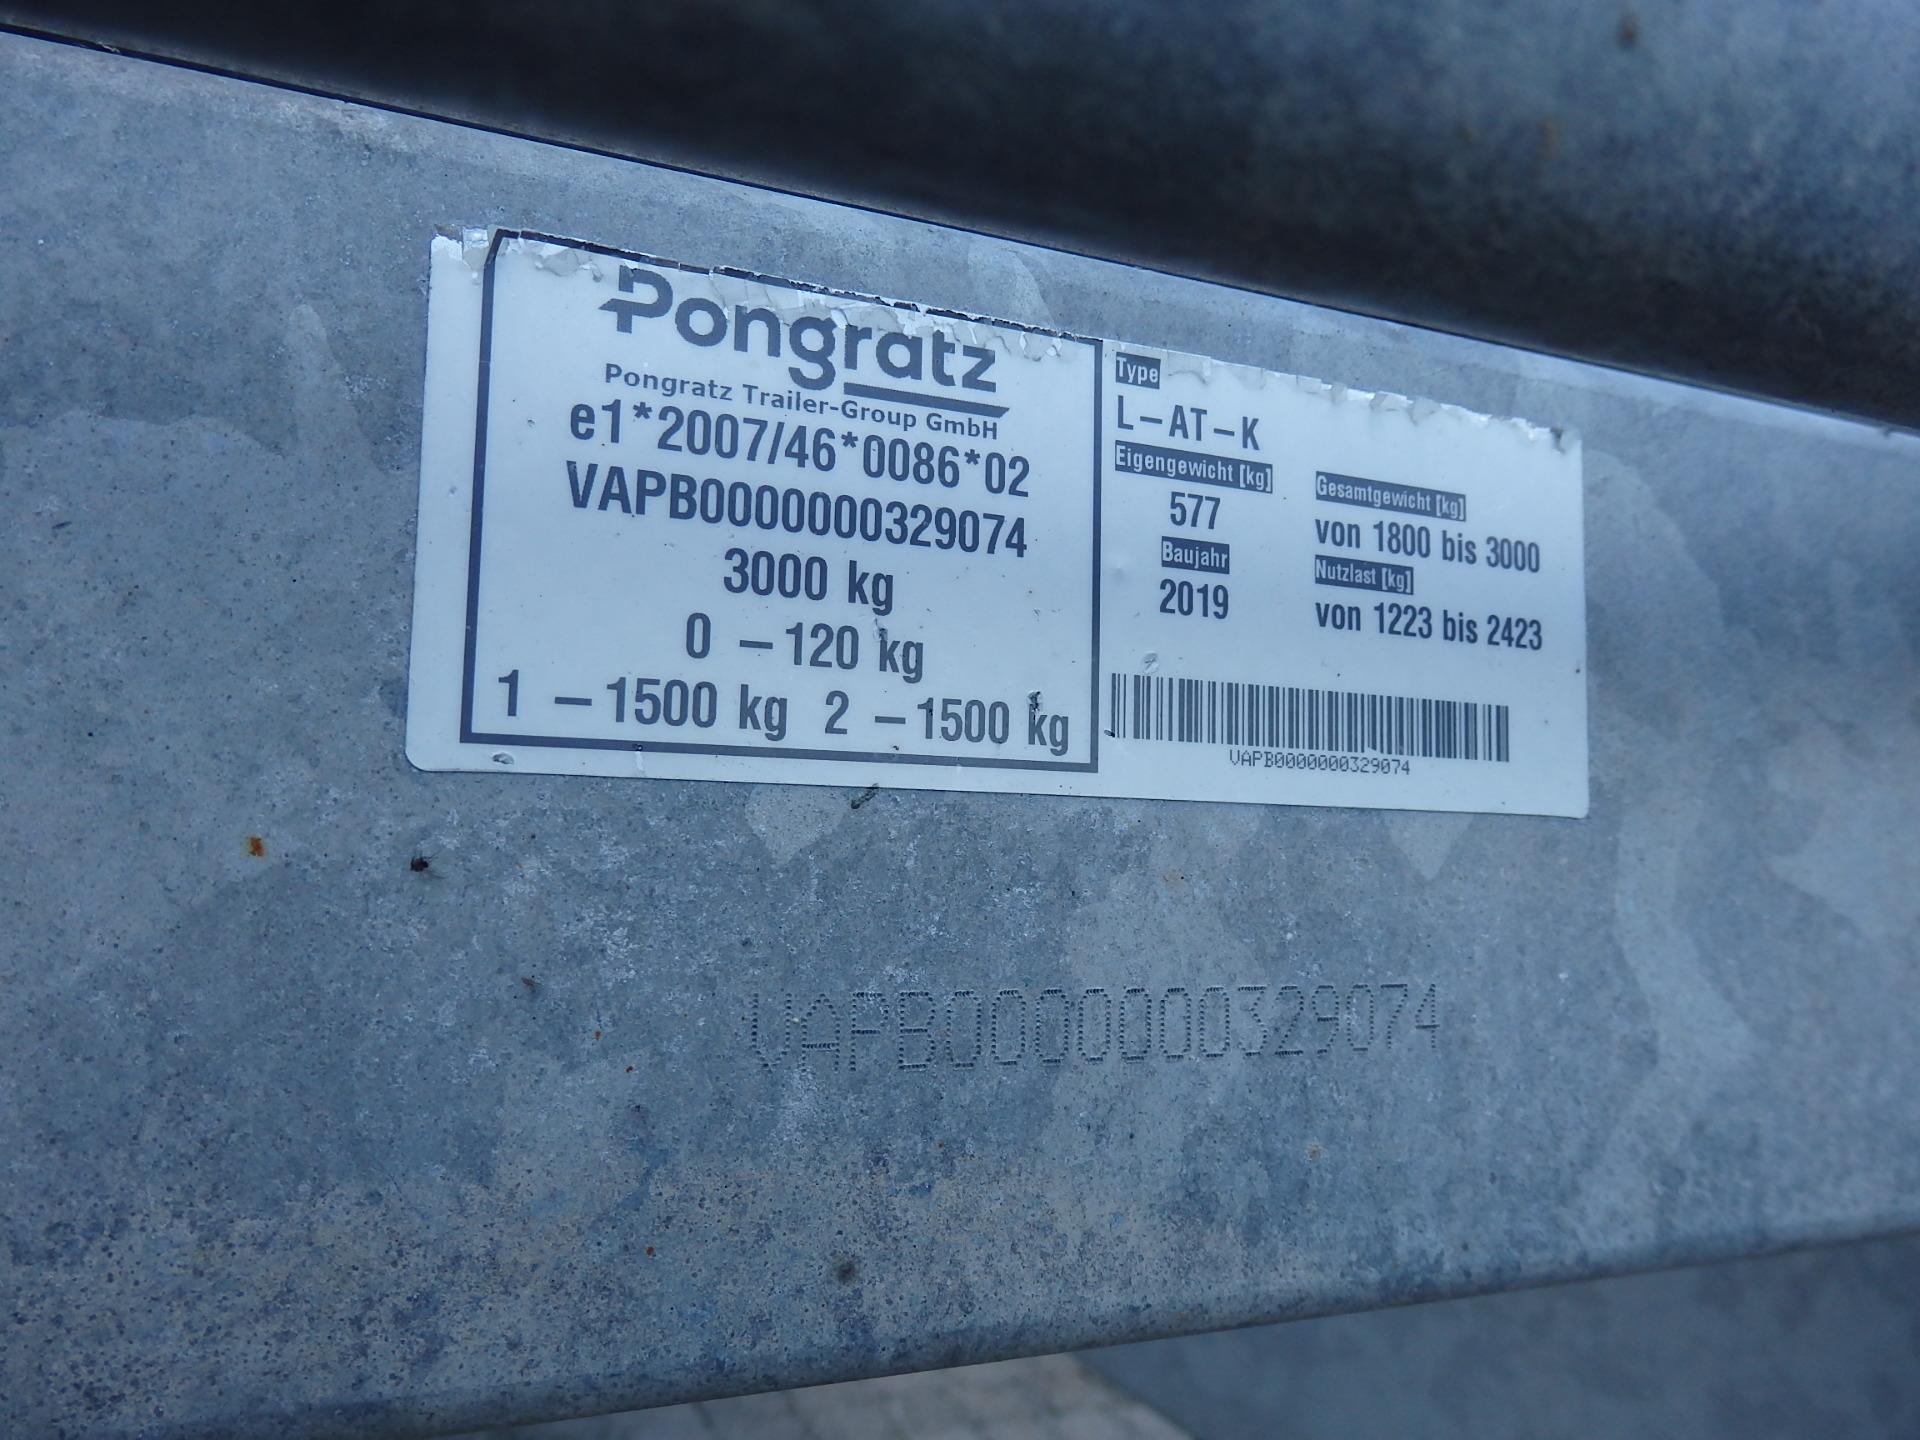 Pongratz
Pongratz Trailer-Group GmbH
e1*2007/46*0086*02
VAPB0000000329074
3000 kg
0 – 120 kg
1 – 1500 kg 2 – 1500 kg
Type
L-AT-K
Eigengewicht [kg]
577
Baujahr
2019
Gesamtgewicht [kg]
von 1800 bis 3000
Nutzlast [kg]
von 1223 bis 2423
VAPB0000000329074
VAPB0000000329074